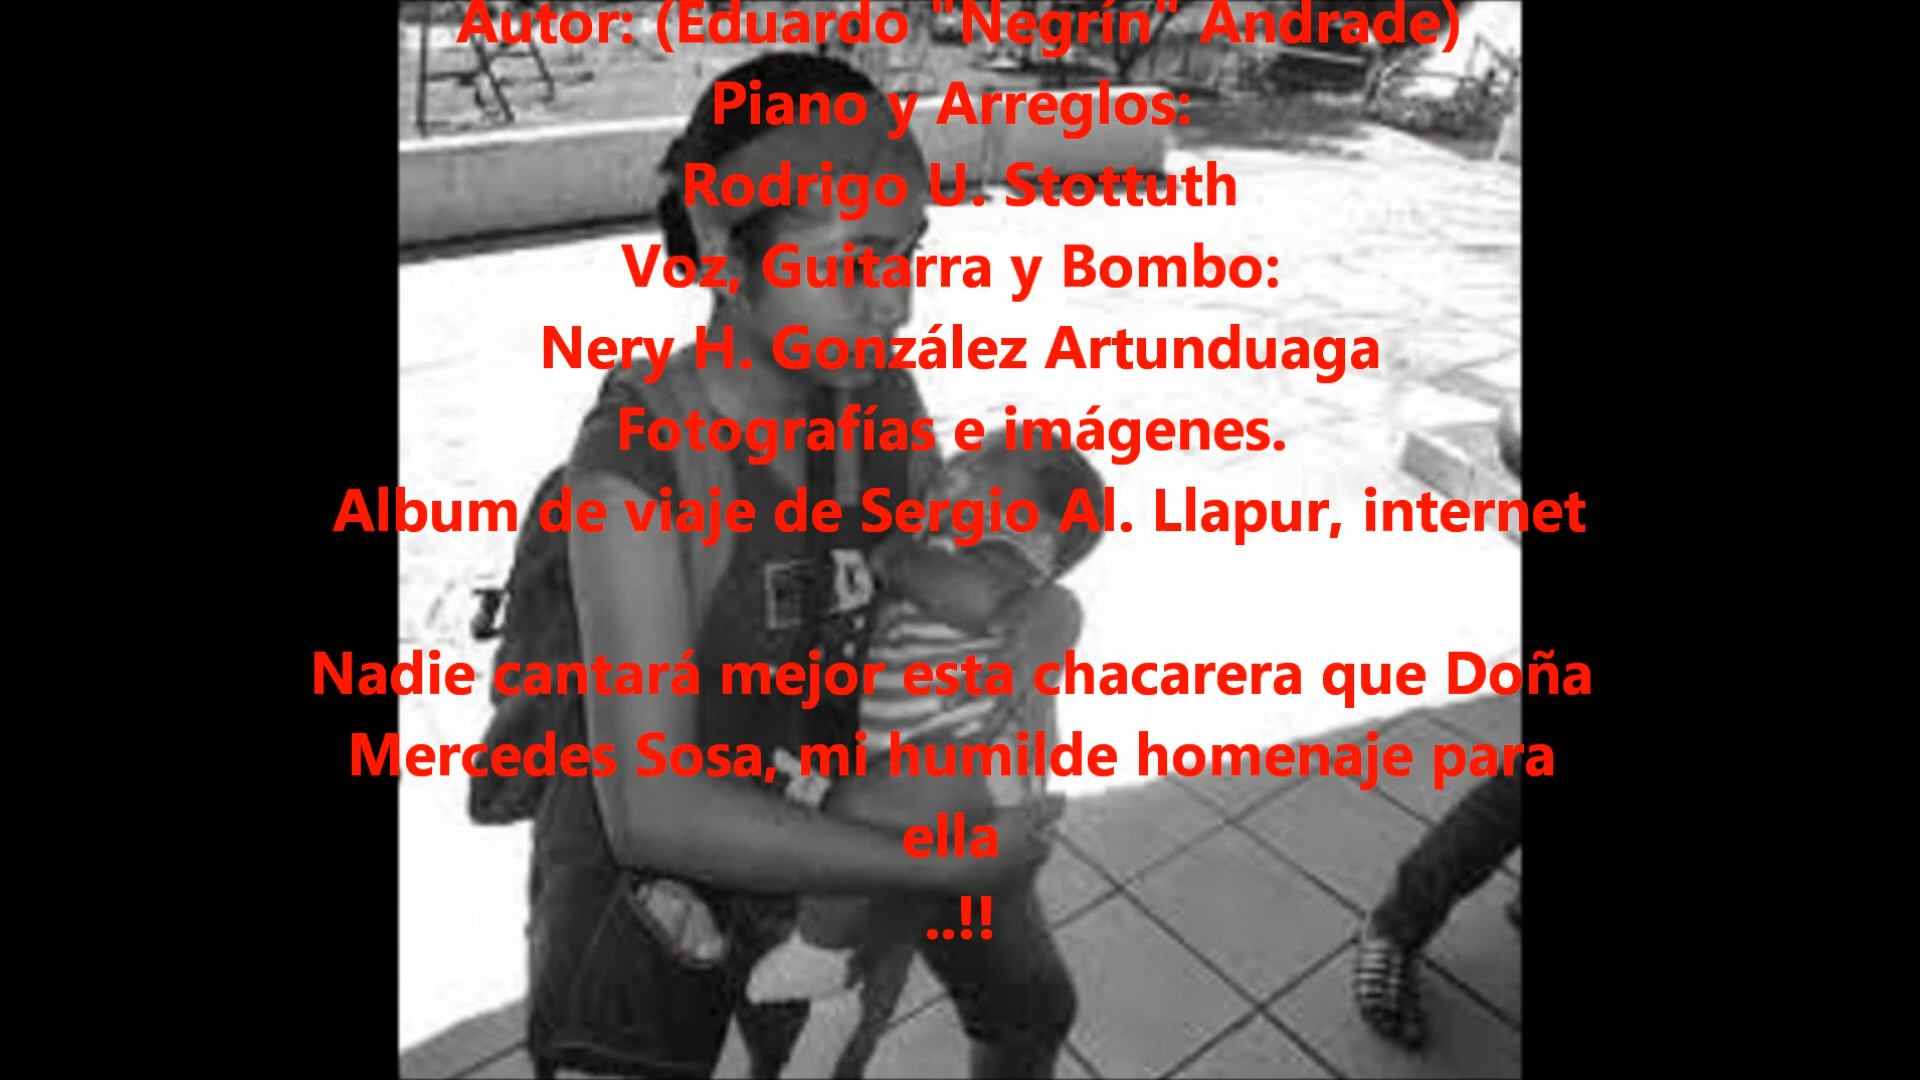 Autor: (Eduardo "Negrín" Andrade)
Piano y Arreglos:
Rodrigo U. Stottuth
Voz, Guitarra y Bombo:
Nery H. González Artunduaga
Fotografías e imágenes.
Album de viaje de Sergio Al. Llapur, internet
Nadie cantará mejor esta chacarera que Doña
Mercedes Sosa, mi humilde homenaje para
ella
..!!